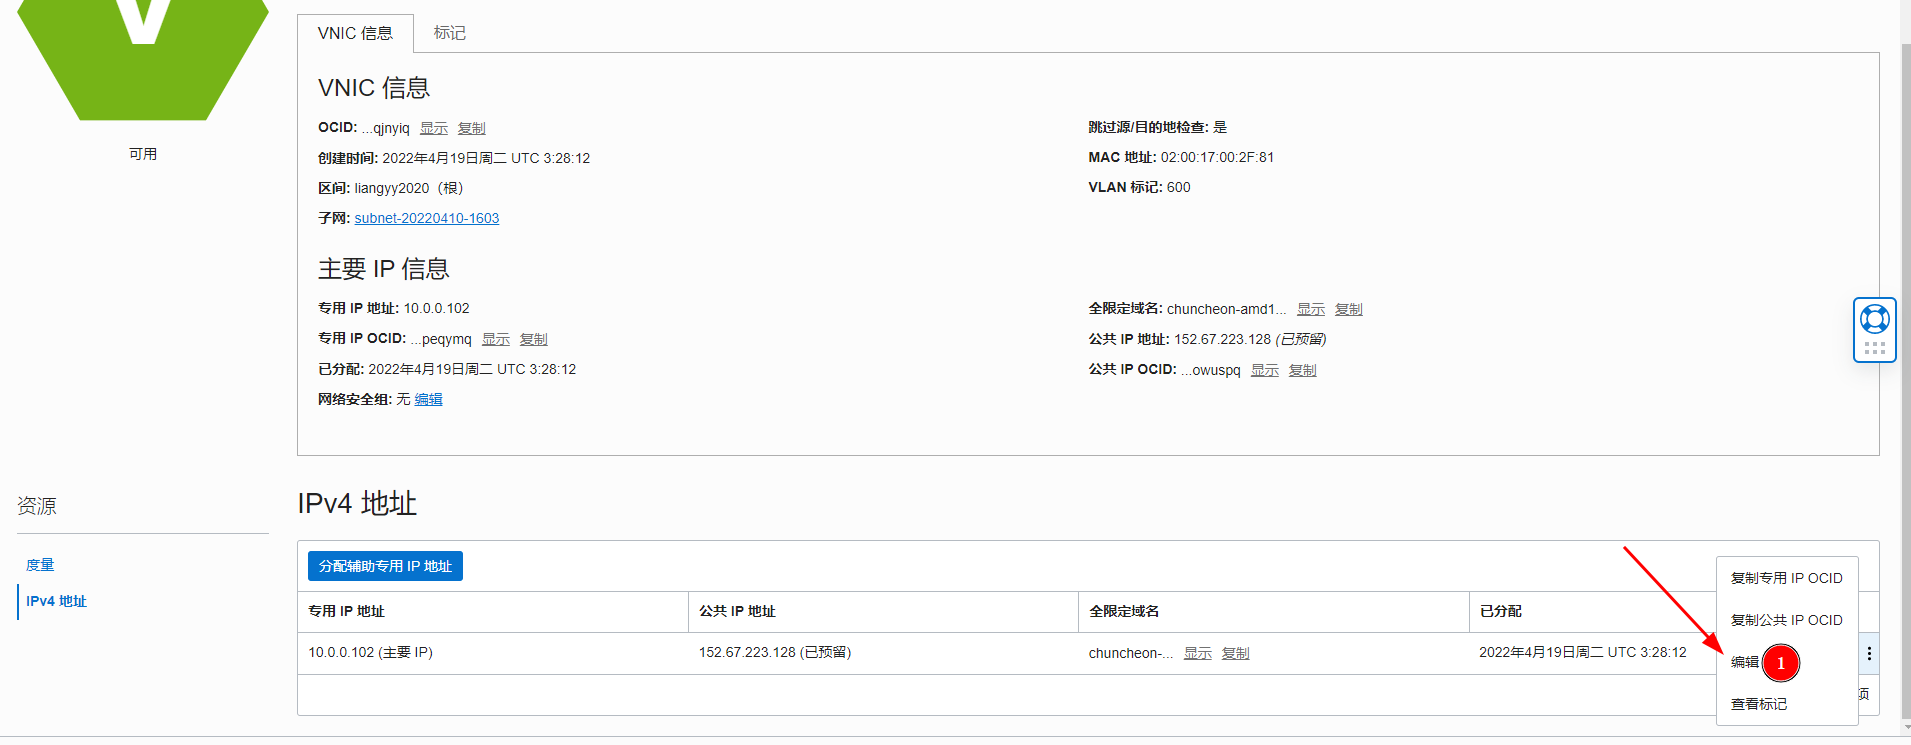 VNIC 信息 标记
VNIC 信息
OCID: ...qjnyiq 显示 复制
创建时间: 2022年4月19日周二 UTC 3:28:12
区间: liangyy2020（根）
子网: subnet-20220410-1603
跳过源/目的地检查: 是
MAC 地址: 02:00:17:00:2F:81
VLAN 标记: 600
可用
主要 IP 信息
专用 IP 地址: 10.0.0.102
专用 IP OCID: ...peqymq 显示 复制
已分配: 2022年4月19日周二 UTC 3:28:12
网络安全组: 无 编辑
全限定域名: chuncheon-amd1... 显示 复制
公共 IP 地址: 152.67.223.128 (已预留)
公共 IP OCID: ...owuspq 显示 复制
资源
度量
IPv4 地址
IPv4 地址
分配辅助专用 IP 地址
专用 IP 地址 公共 IP 地址 全限定域名 已分配
10.0.0.102 (主要 IP) 152.67.223.128 (已预留) chuncheon-... 显示 复制 2022年4月19日周二 UTC 3:28:12
复制专用 IP OCID
复制公共 IP OCID
编辑 1
查看标记
项